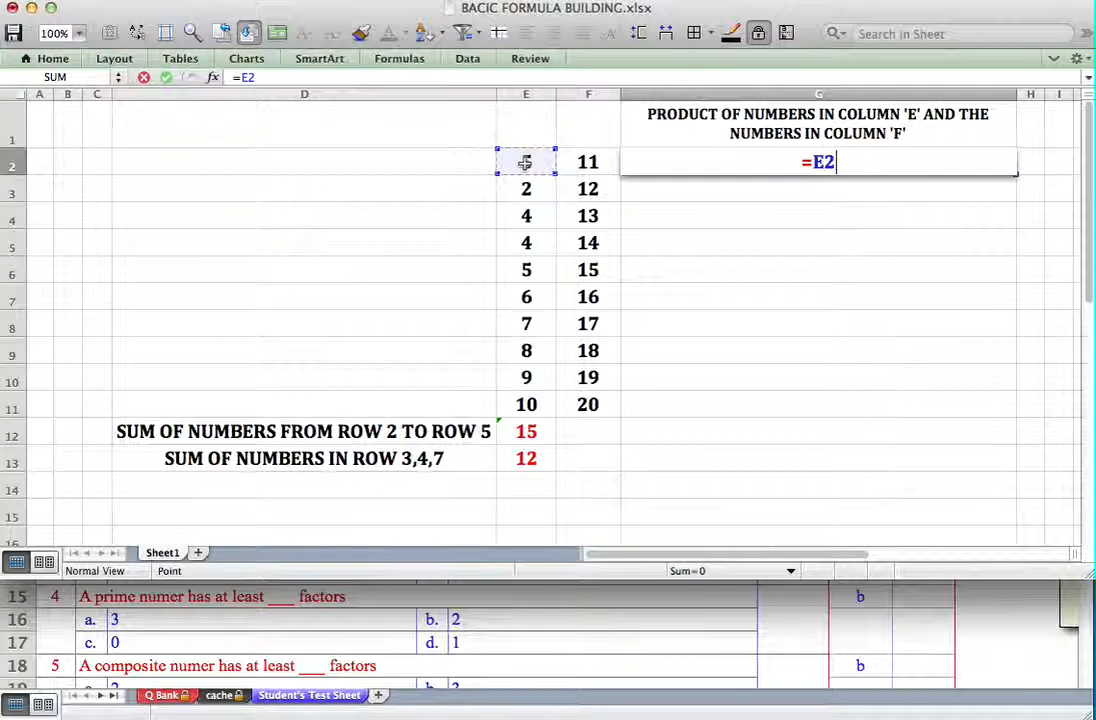 BACIC FORMULA BUILDING.xlsx
100% Search in Sheet
Home Layout Tables Charts SmartArt Formulas Data Review
SUM fx =E2
A B C D E F G H I
1 PRODUCT OF NUMBERS IN COLUMN 'E' AND THE
NUMBERS IN COLUMN 'F'
2 11 =E2
3 2 12
4 4 13
5 4 14
6 5 15
7 6 16
8 7 17
9 8 18
10 9 19
11 10 20
12 SUM OF NUMBERS FROM ROW 2 TO ROW 5 15
13 SUM OF NUMBERS IN ROW 3,4,7 12
14
15
16
Sheet1
Normal View Point Sum=0
15 4 A prime numer has at least ___ factors b
16 a. 3 b. 2
17 c. 0 d. 1
18 5 A composite numer has at least ___ factors b
Q Bank cache Student's Test Sheet